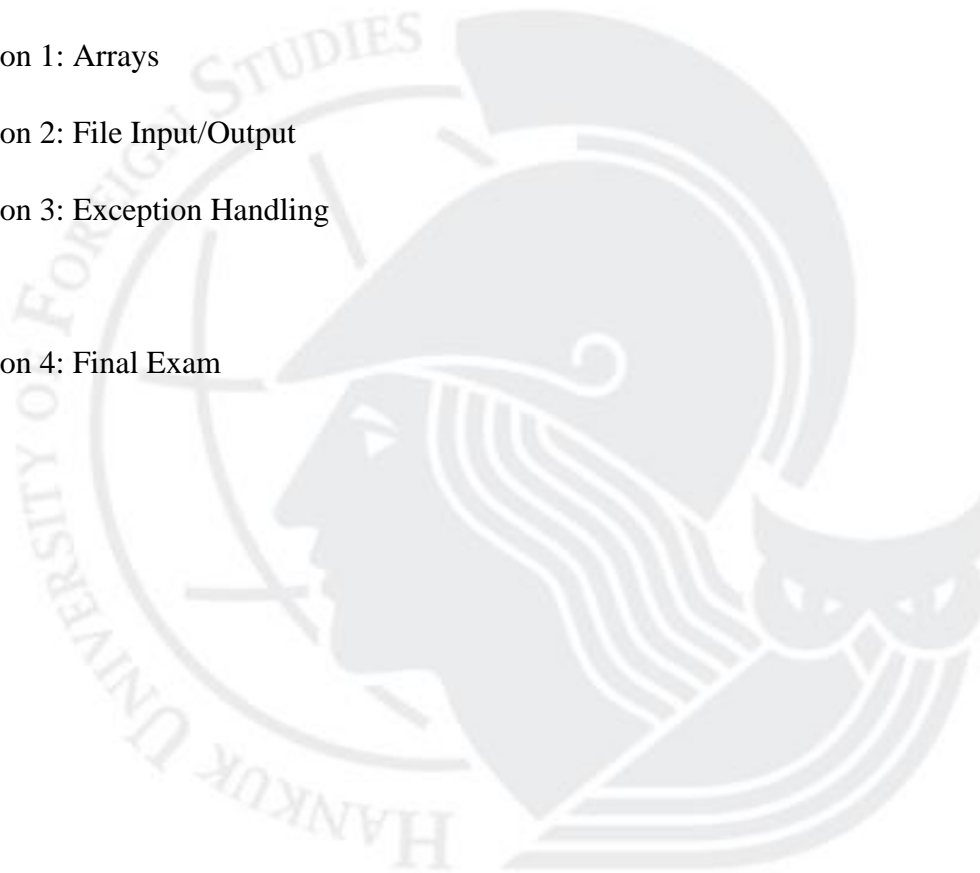 on 1: Arrays
on 2: File Input/Output
on 3: Exception Handling
on 4: Final Exam
HANKUK UNIVERSITY OF FOREIGN STUDIES